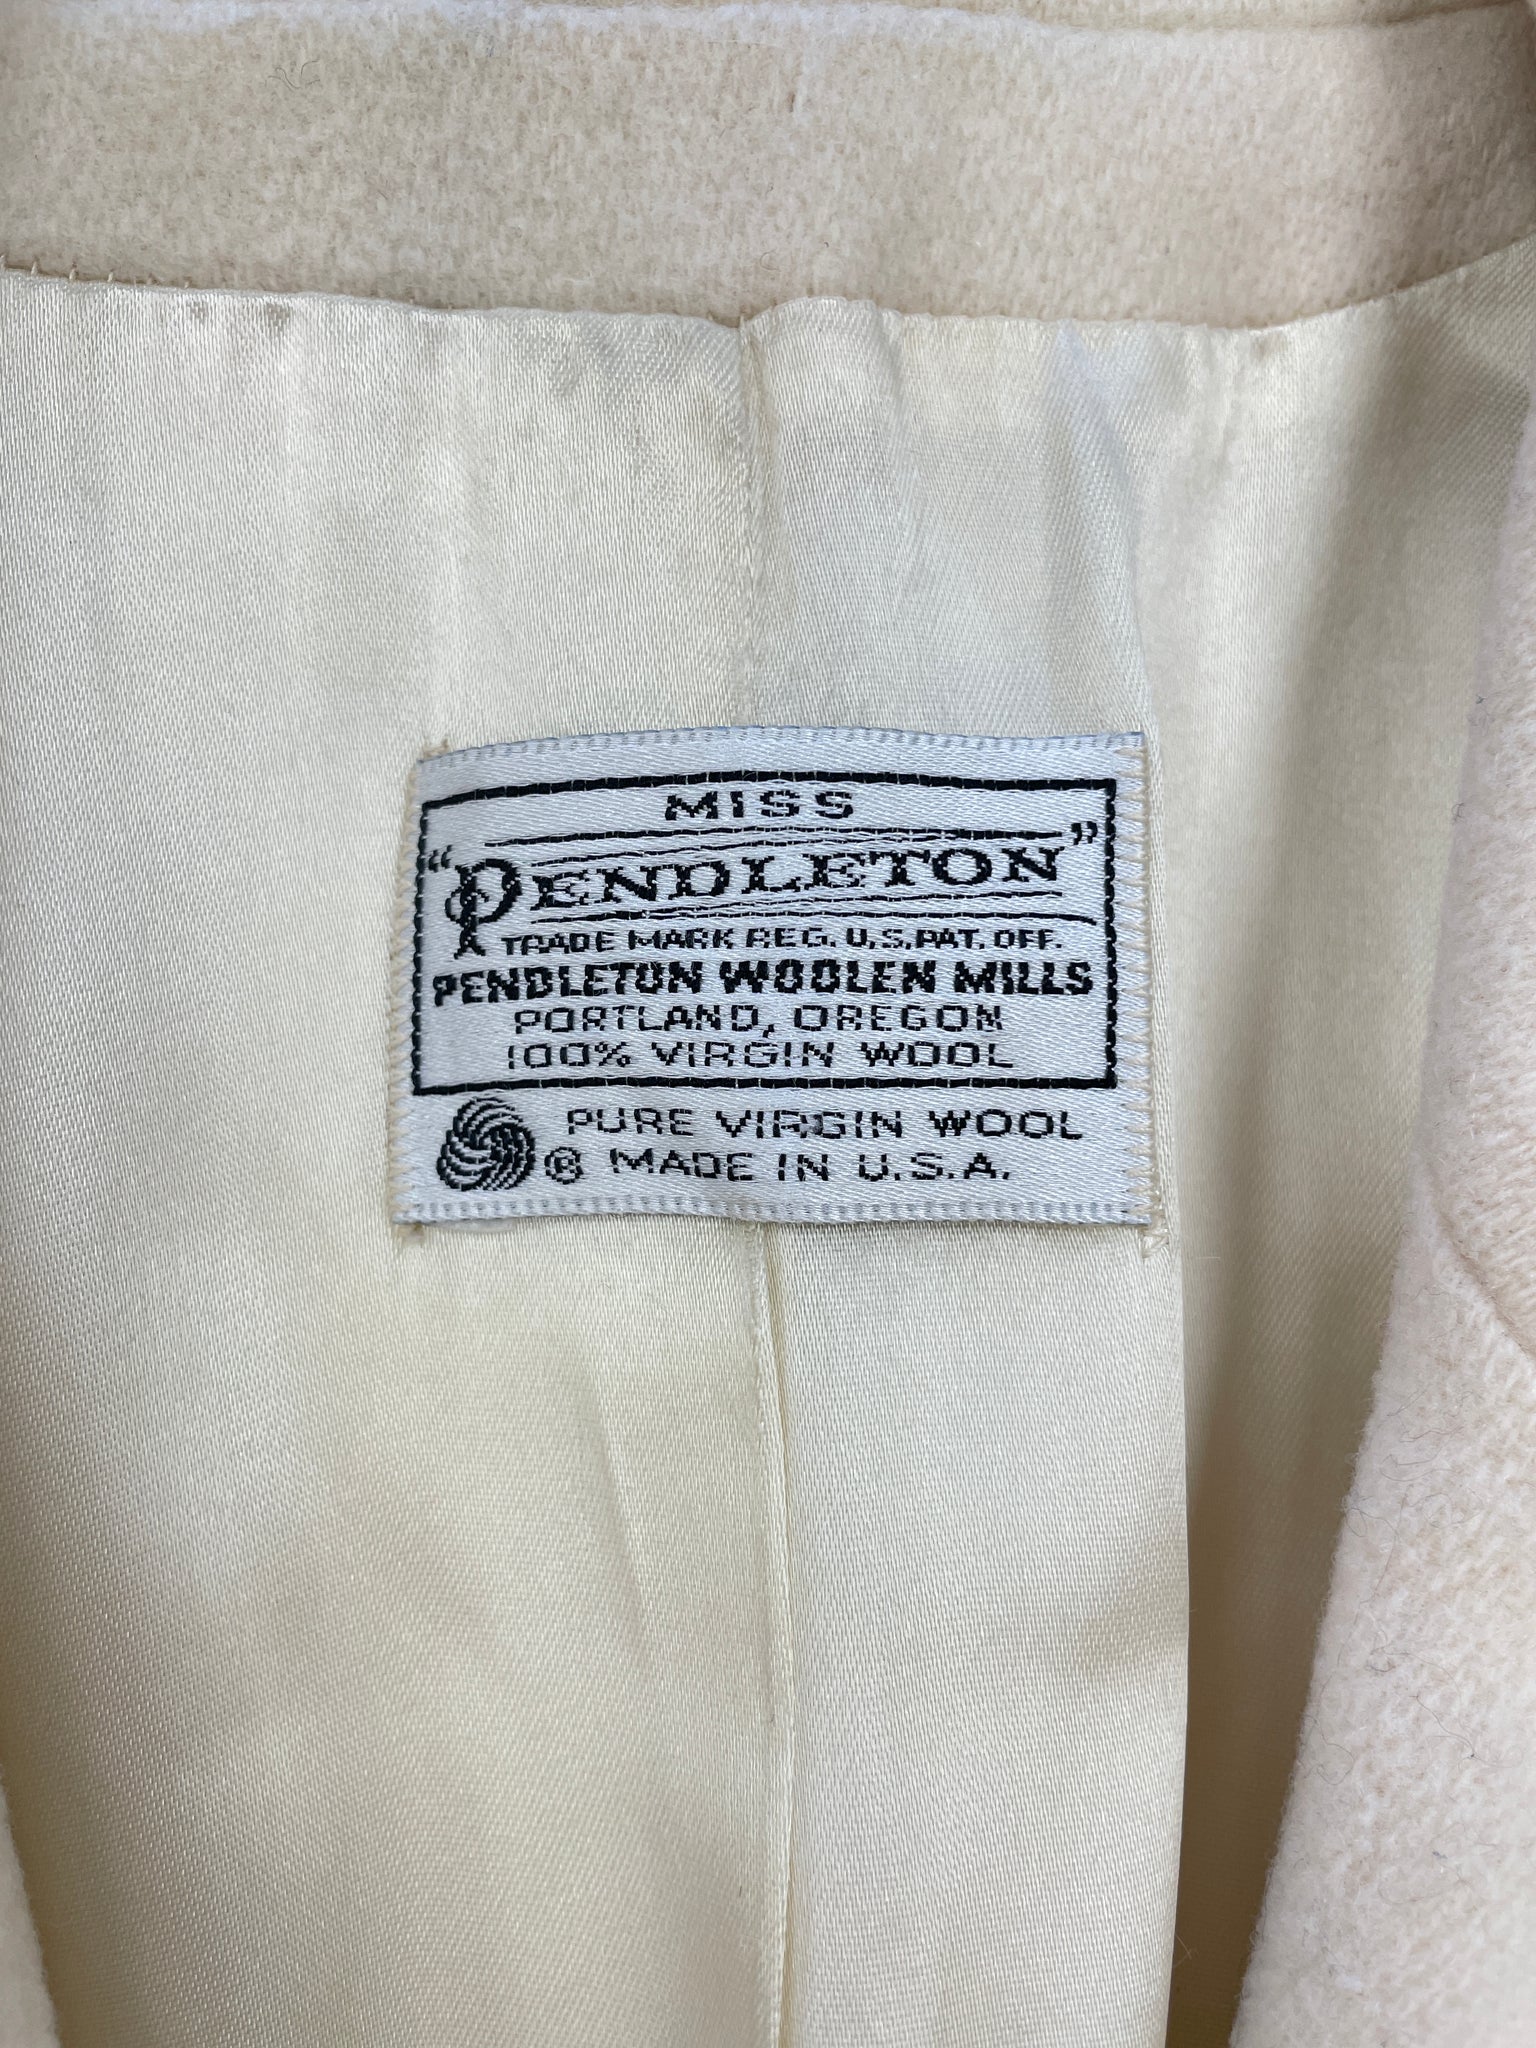 MISS
"PENDLETON"
TRADE MARK REG. U.S. PAT. OFF.
PENDLETON WOOLEN MILLS
PORTLAND, OREGON
100% VIRGIN WOOL
PURE VIRGIN WOOL
® MADE IN U.S.A.